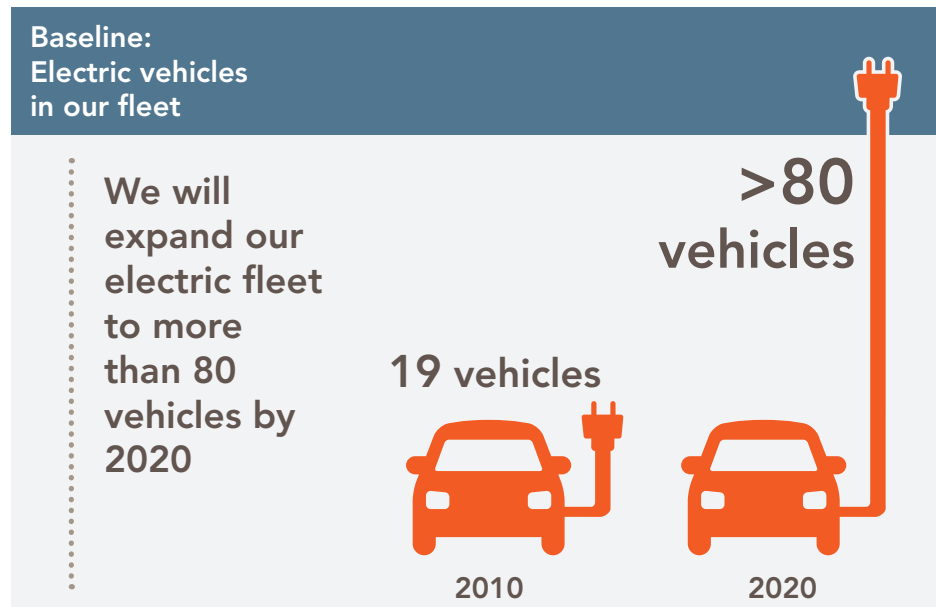 Baseline:
Electric vehicles
in our fleet
We will
expand our
electric fleet
to more
than 80
vehicles by
2020
19 vehicles
2010
>80
vehicles
2020